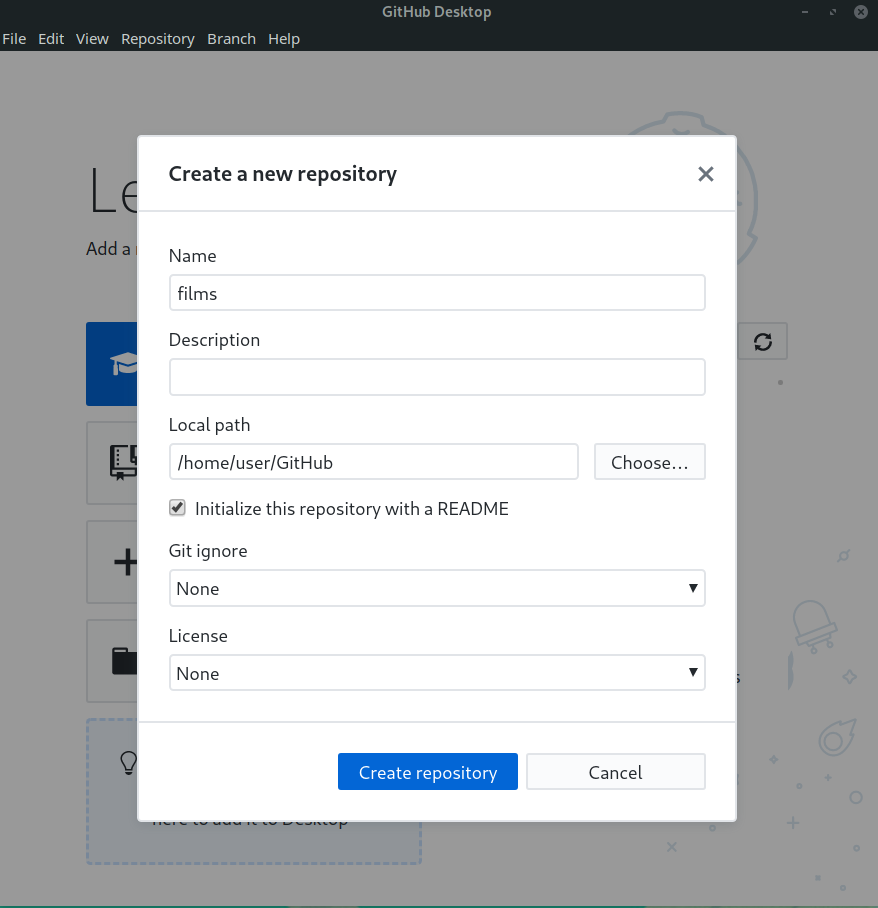 GitHub Desktop
File Edit View Repository Branch Help
Create a new repository
Le
Add a
Name
films
Description
Local path
/home/user/GitHub
Choose...
Initialize this repository with a README
Git ignore
None
License
None
s
Create repository
Cancel
here to add it to Desktop